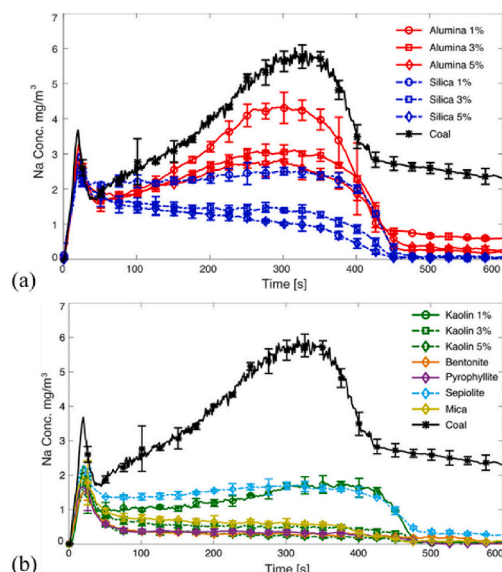 7
6
5
4
3
2
1
0
Na Conc. mg/m³
Alumina 1%
Alumina 3%
Alumina 5%
Silica 1%
Silica 3%
Silica 5%
Coal
0 100 200 300 400 500 600
Time [s]
(a)
7
6
5
4
3
2
1
0
Na Conc. mg/m³
Kaolin 1%
Kaolin 3%
Kaolin 5%
Bentonite
Pyrophyllite
Sepiolite
Mica
Coal
0 100 200 300 400 500 600
Time [s]
(b)